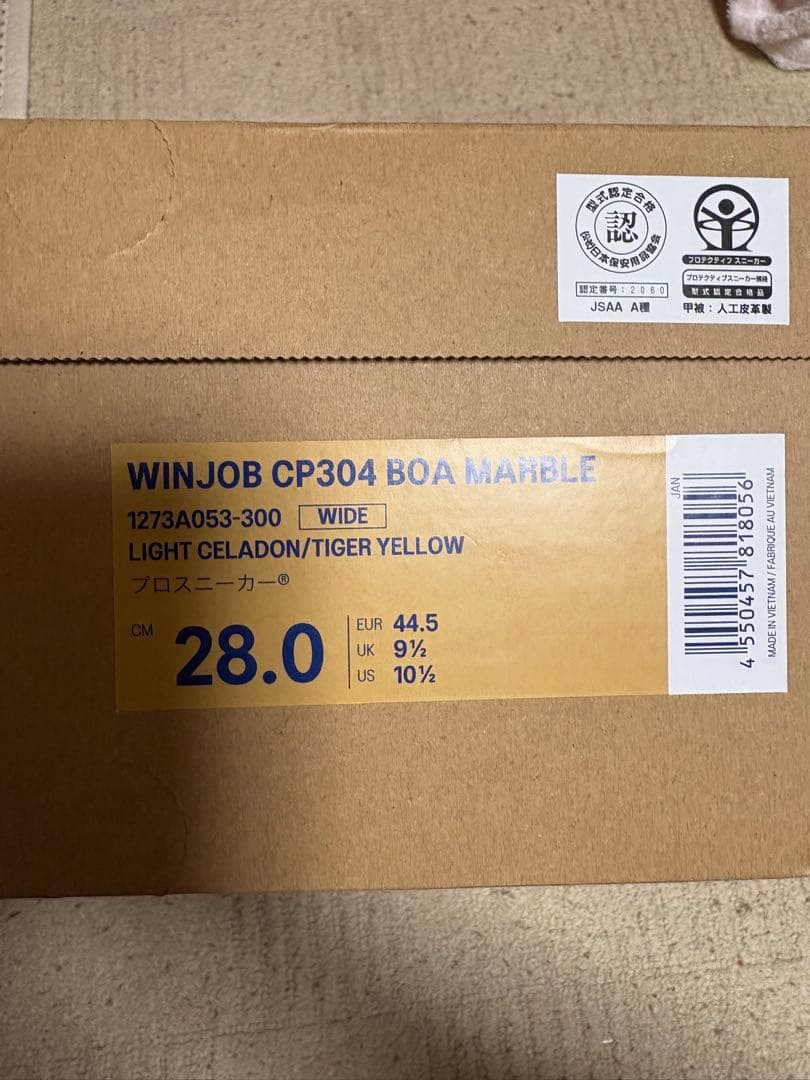 型式認定合格
認
(公社)日本保安用品協会
認定番号:2060
JSAA A種
プロテクティブ スニーカー
プロテクティブスニーカー規格
型式認定合格品
甲被:人工皮革製
WINJOB CP304 BOA MARBLE
1273A053-300 WIDE
LIGHT CELADON/TIGER YELLOW
プロスニーカー®
CM 28.0
EUR 44.5
UK 9½
US 10½
JAN
4 550457 818056
MADE IN VIETNAM / FABRIQUE AU VIETNAM